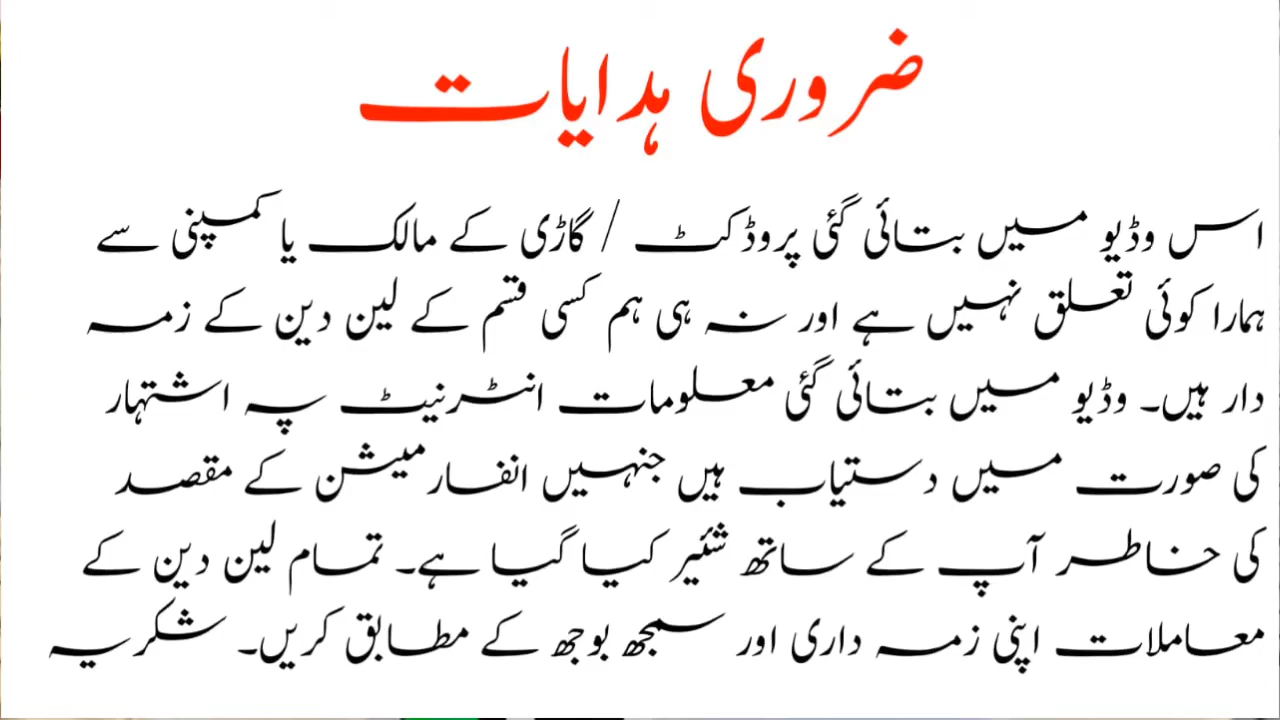 ضروری ہدایات
اس وڈیو میں بتائی گئی پروڈکٹ / گاڑی کے مالک یا کمپنی سے
ہمارا کوئی تعلق نہیں ہے اور نہ ہی ہم کسی قسم کے لین دین کے زمہ
دار ہیں۔ وڈیو میں بتائی گئی معلومات انٹرنیٹ پہ اشتہار
کی صورت میں دستیاب ہیں جنہیں انفارمیشن کے مقصد
کی خاطر آپ کے ساتھ شئیر کیا گیا ہے۔ تمام لین دین کے
معاملات اپنی زمہ داری اور سمجھ بوجھ کے مطابق کریں۔ شکریہ